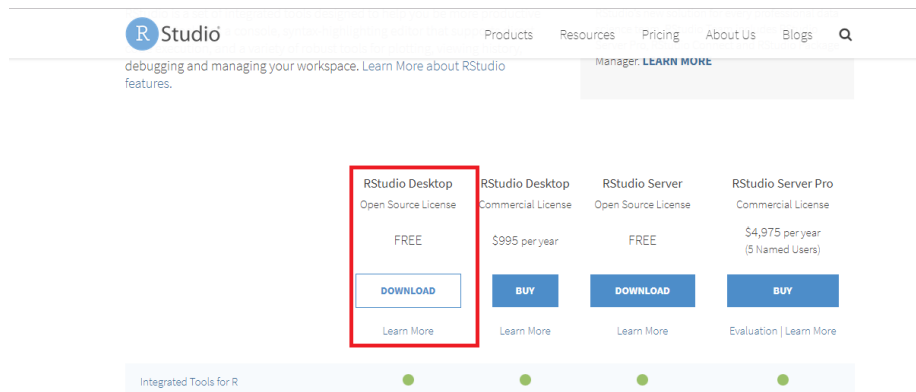 R Studio
Products Resources Pricing About Us Blogs
debugging and managing your workspace. Learn More about RStudio
features.
Manager. LEARN MORE
RStudio Desktop RStudio Desktop RStudio Server RStudio Server Pro
Open Source License Commercial License Open Source License Commercial License
FREE $995 per year FREE $4,975 per year
(5 Named Users)
DOWNLOAD BUY DOWNLOAD BUY
Learn More Learn More Learn More Evaluation | Learn More
Integrated Tools for R